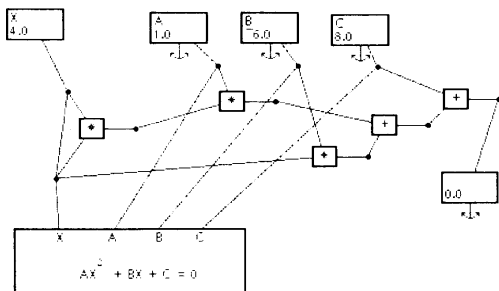 X
4.0
A
1.0
B
¯6.0
C
8.0
*
*
+
+
*
0.0
X A B C
AX² + BX + C = 0